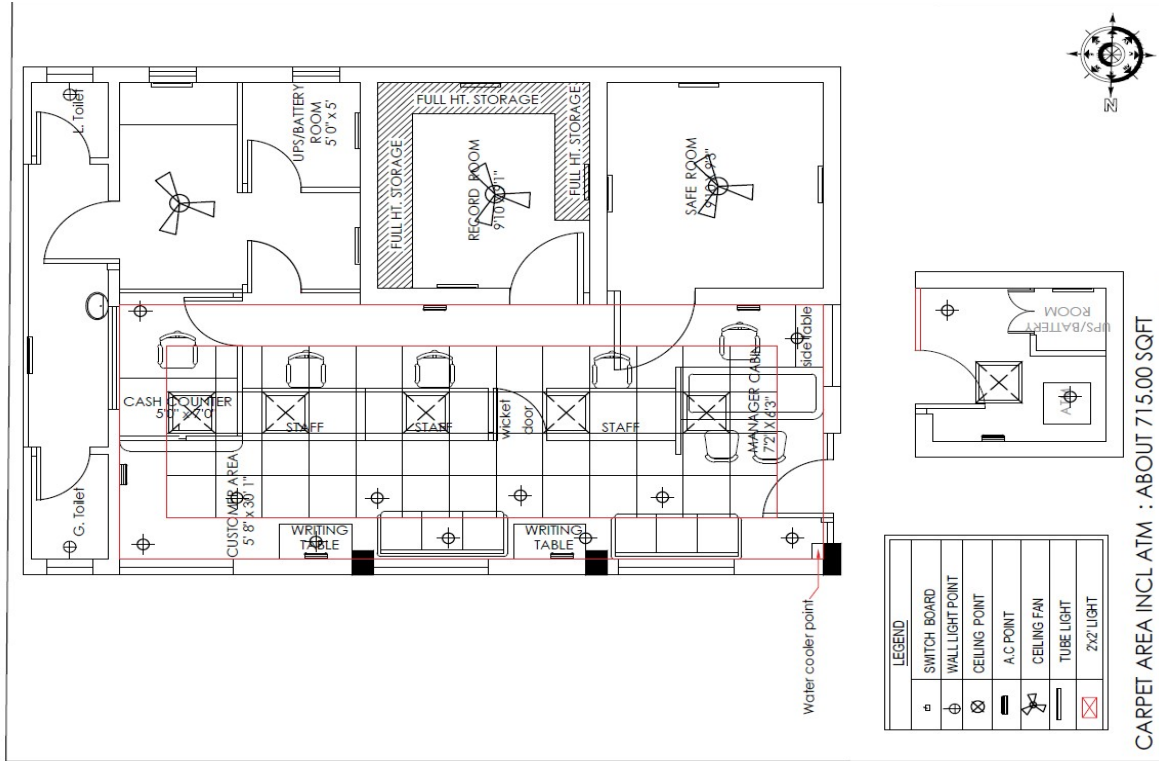 L. Toilet
UPS/BATTERY
ROOM
5' 0" x 5'
FULL HT. STORAGE
FULL HT. STORAGE
FULL HT. STORAGE
RECORD ROOM
SAFE ROOM
N
CASH COUNTER
5'0" x 7'0"
STAFF
STAFF
wicket
door
STAFF
MANAGER CABIN
7'2" X 6'3"
side table
G. Toilet
CUSTOMER AREA
5' 8" x 30' 1"
WRITING
TABLE
WRITING
TABLE
Water cooler point
UPS/BATTERY
ROOM
ATM
LEGEND
SWITCH BOARD
WALL LIGHT POINT
CEILING POINT
A.C POINT
CEILING FAN
TUBE LIGHT
2'x2' LIGHT
CARPET AREA INCL ATM : ABOUT 715.00 SQFT